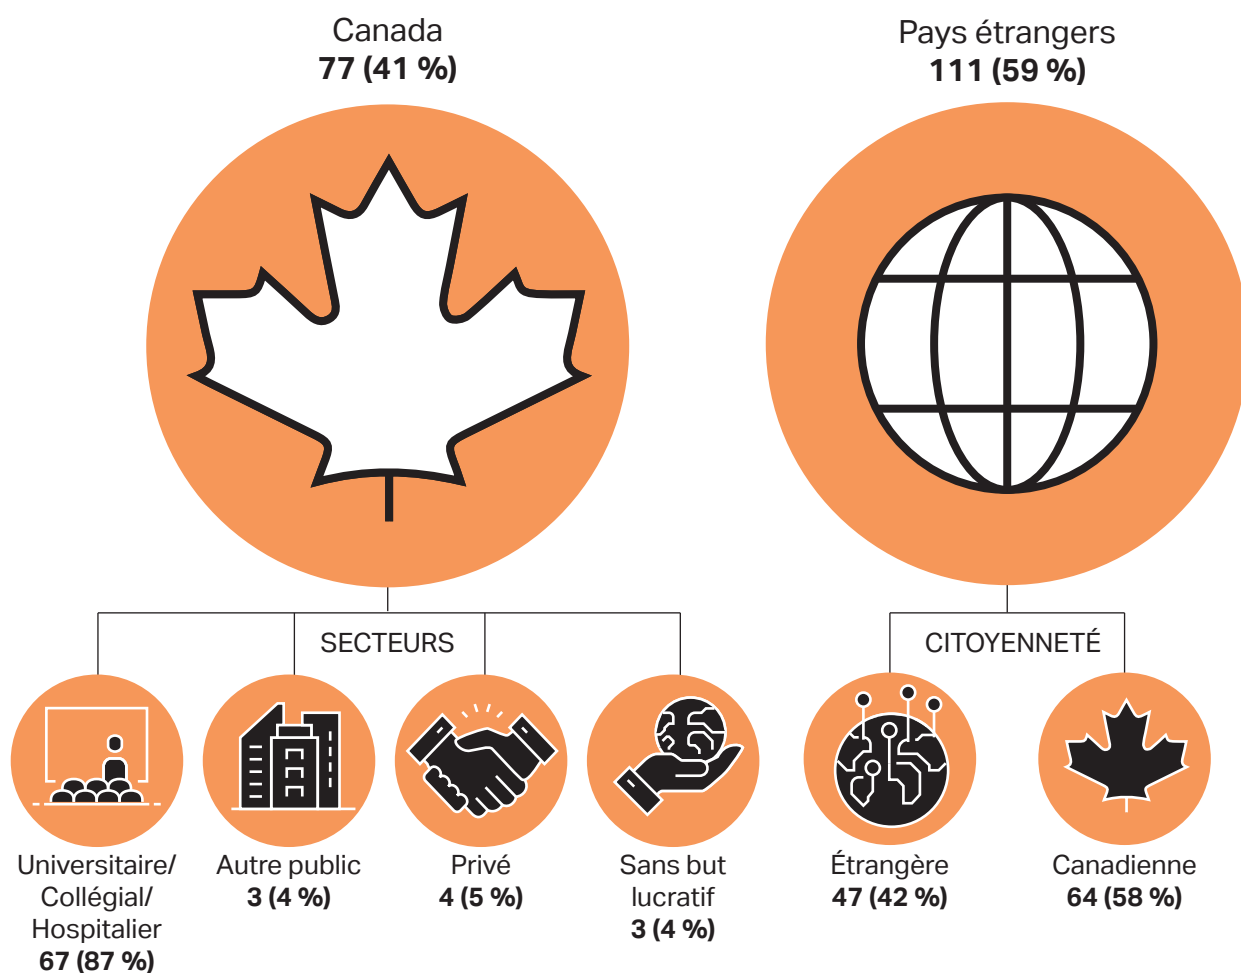 Canada
77 (41 %)
Pays étrangers
111 (59 %)
SECTEURS
CITOYENNETÉ
Universitaire/
Collégial/
Hospitalier
67 (87 %)
Autre public
3 (4 %)
Privé
4 (5 %)
Sans but
lucratif
3 (4 %)
Étrangère
47 (42 %)
Canadienne
64 (58 %)